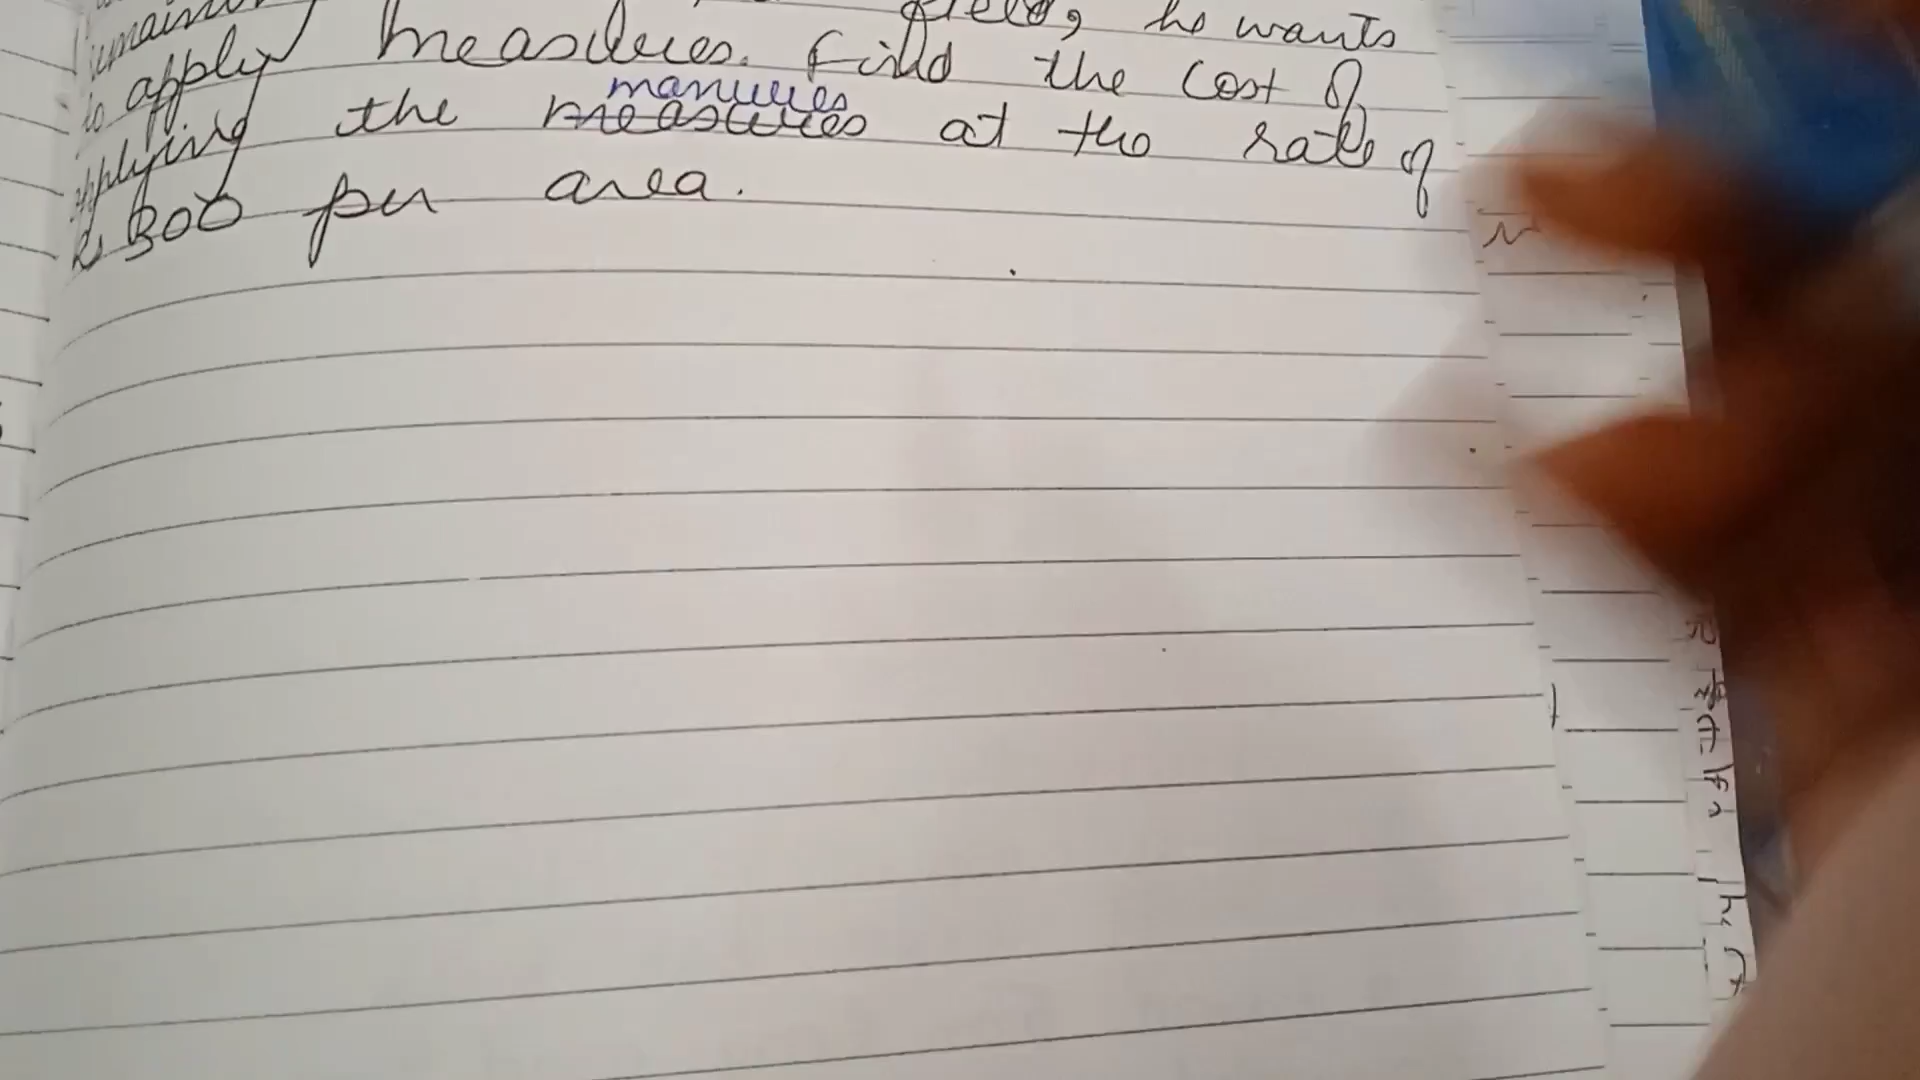 field, he wants
to apply measures. Find the cost of
manures
applying the measures at the rate of
Rs 300 per area.